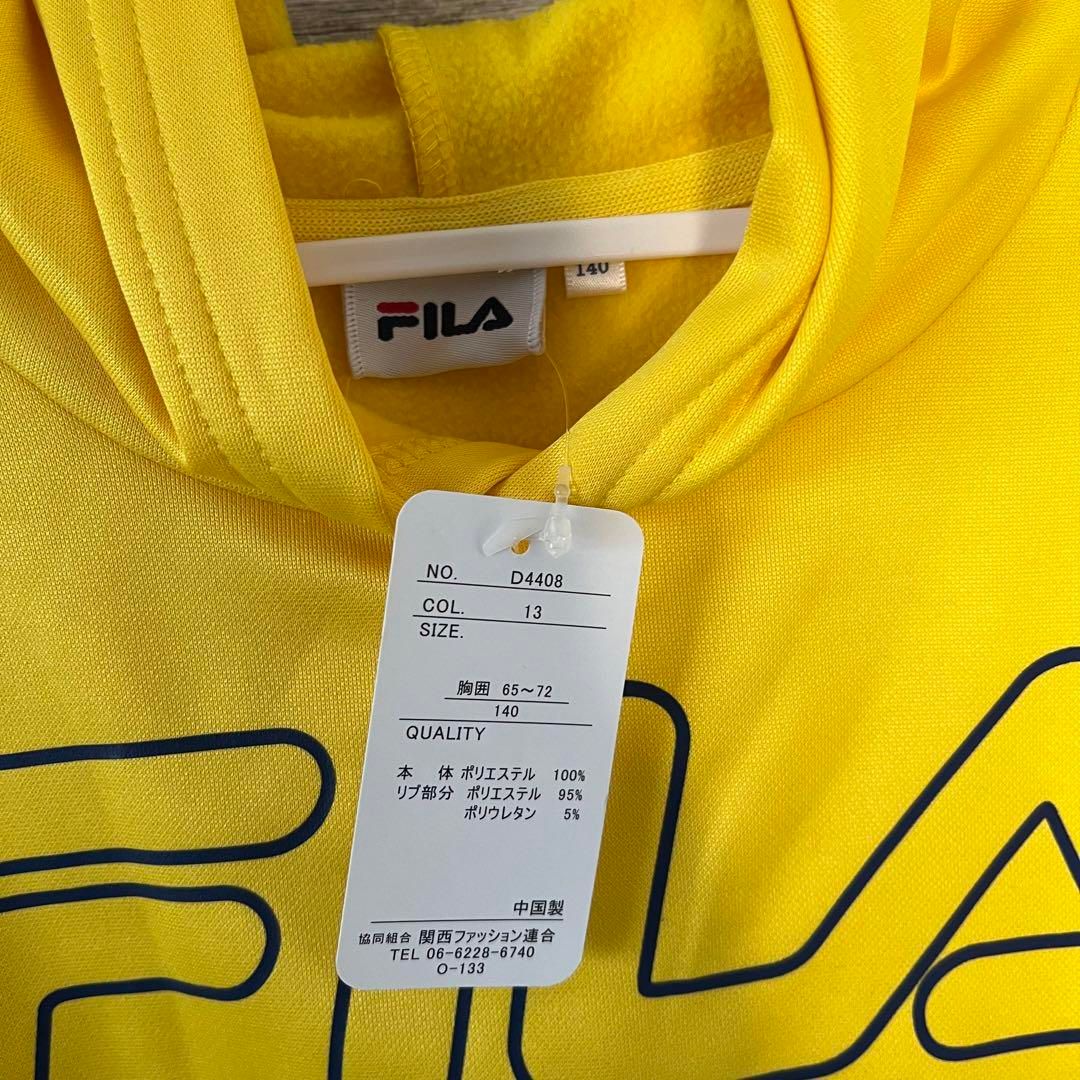 140
FILA
NO. D4408
COL. 13
SIZE.
胸囲 65～72
140
QUALITY
本 体 ポリエステル 100%
リブ部分 ポリエステル 95%
ポリウレタン 5%
中国製
協同組合 関西ファッション連合
TEL 06-6228-6740
O-133
FILA